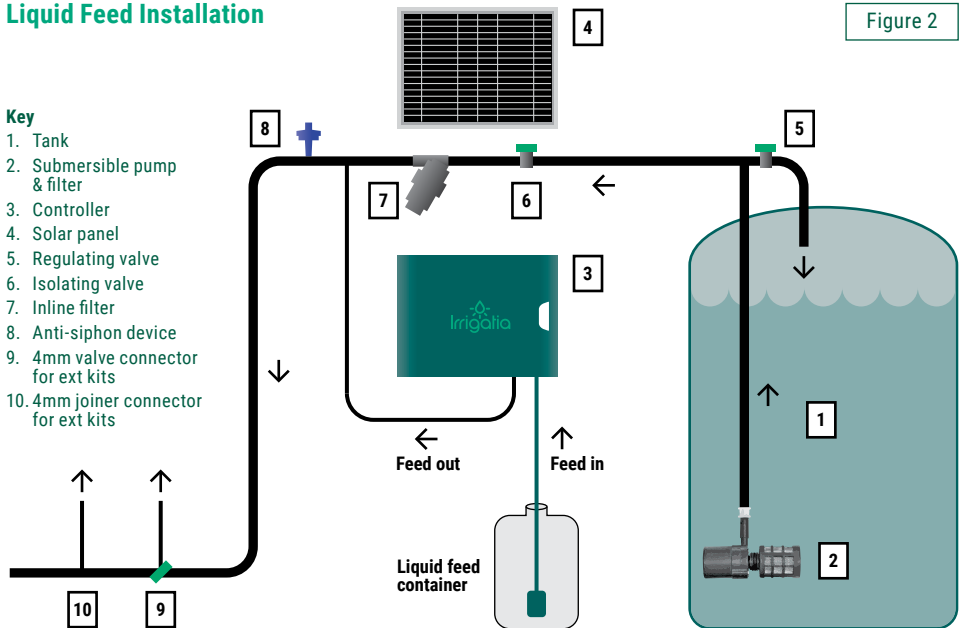 Liquid Feed Installation
Figure 2
4
Key
1. Tank
2. Submersible pump
& filter
3. Controller
4. Solar panel
5. Regulating valve
6. Isolating valve
7. Inline filter
8. Anti-siphon device
9. 4mm valve connector
for ext kits
10. 4mm joiner connector
for ext kits
8
5
7
6
3
Irrigatia
1
Feed out
Feed in
Liquid feed
container
2
10
9